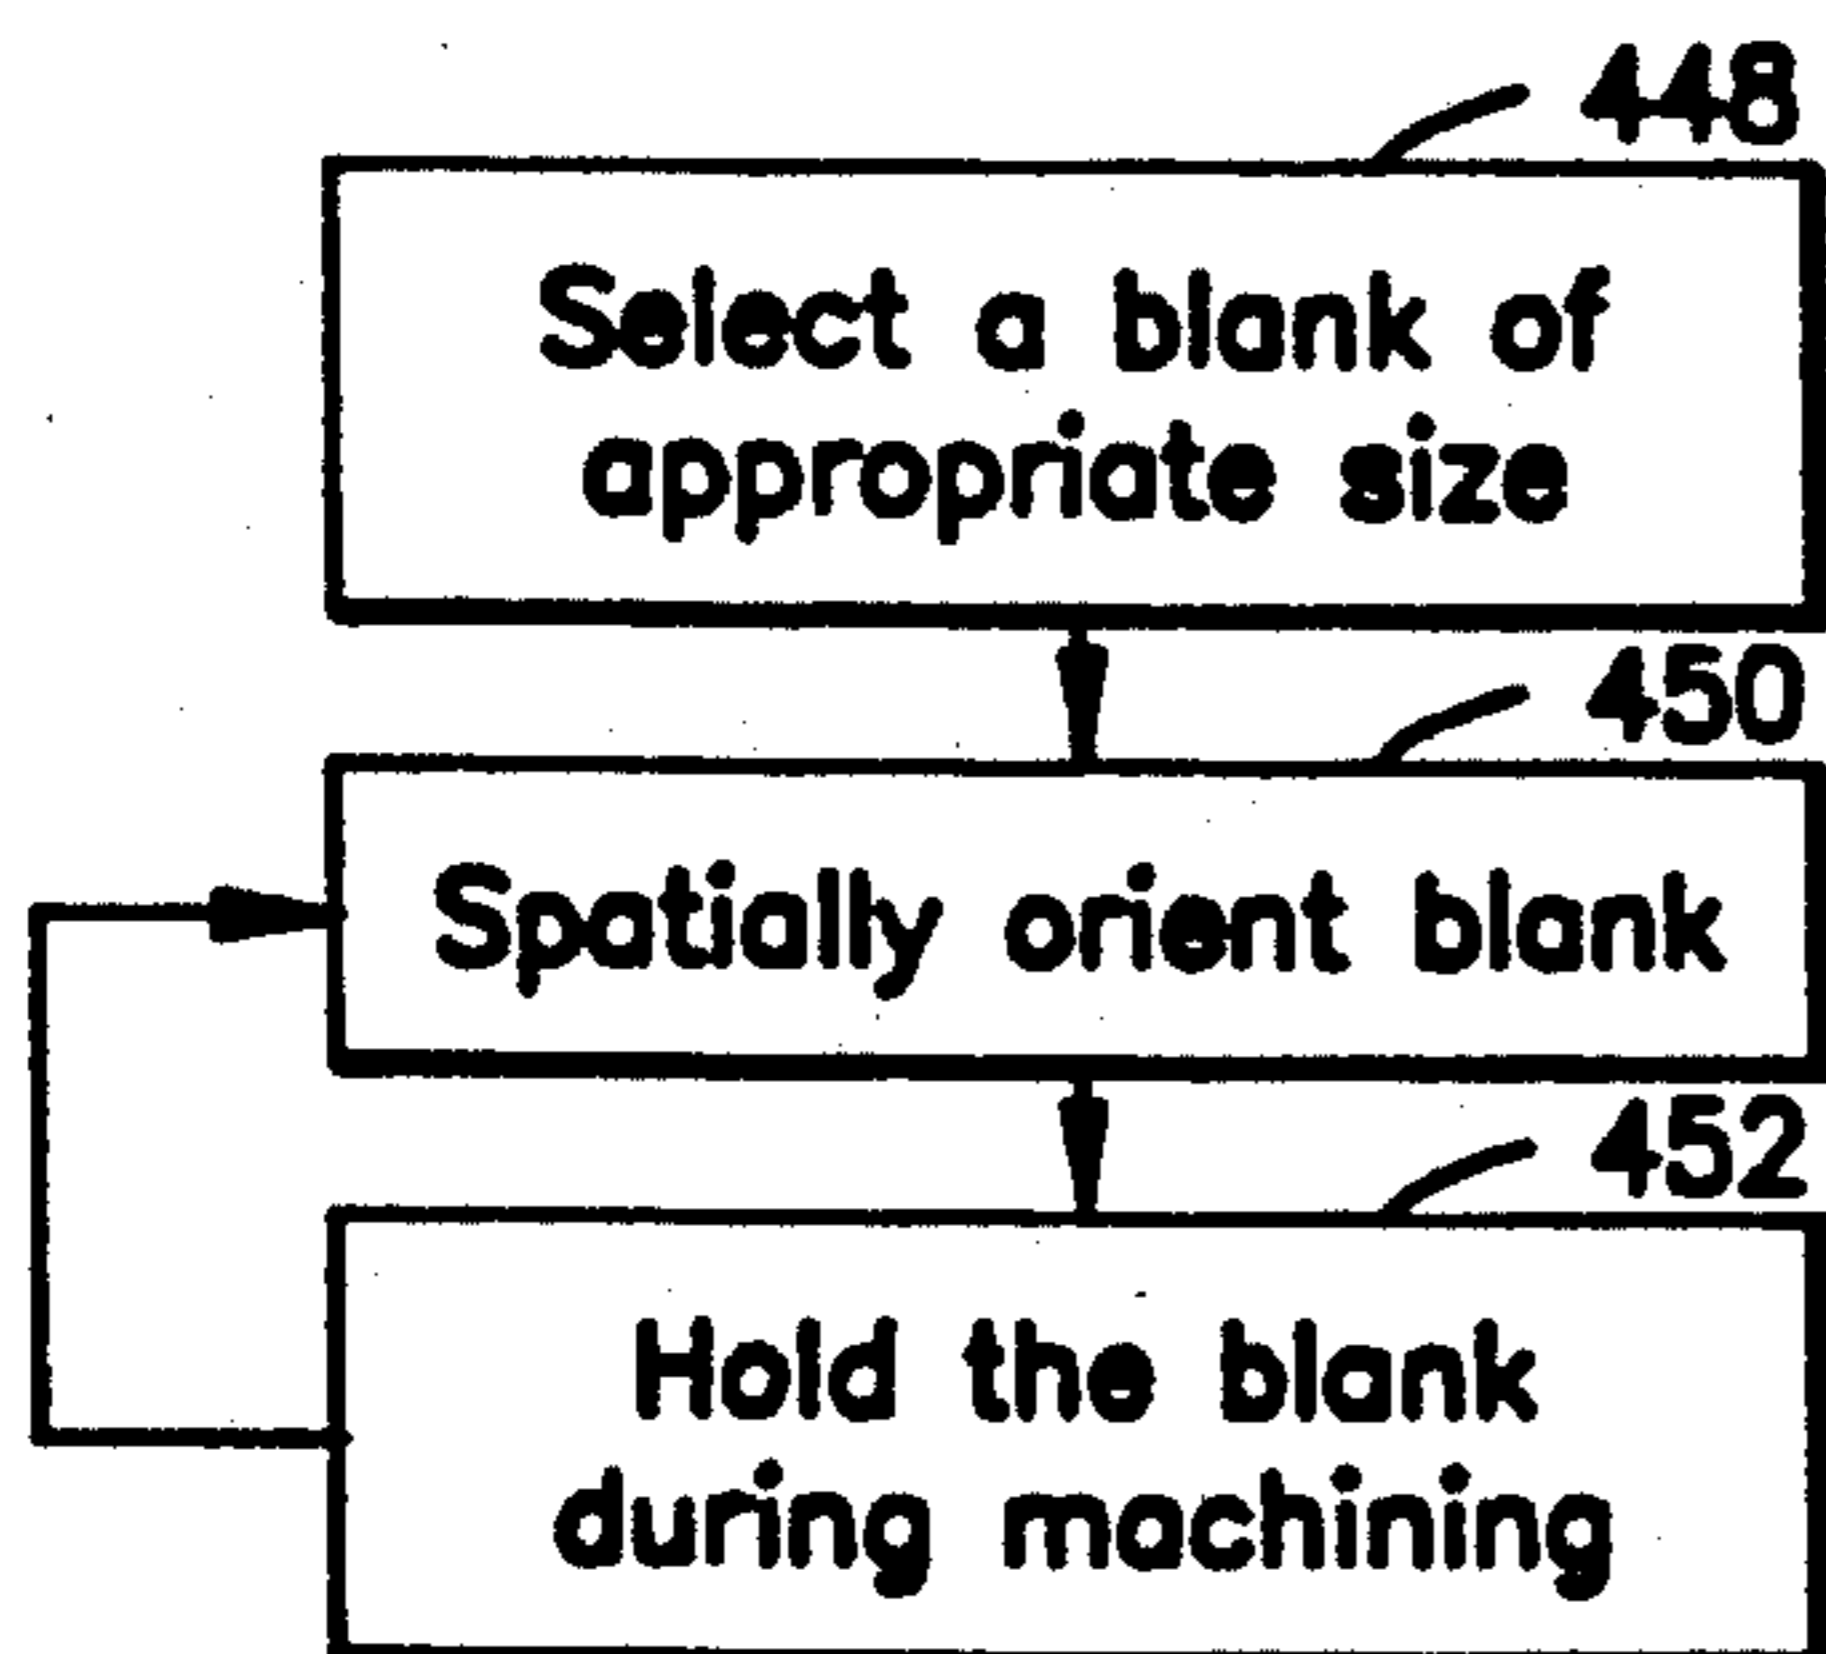 448
Select a blank of
appropriate size
450
Spatially orient blank
452
Hold the blank
during machining